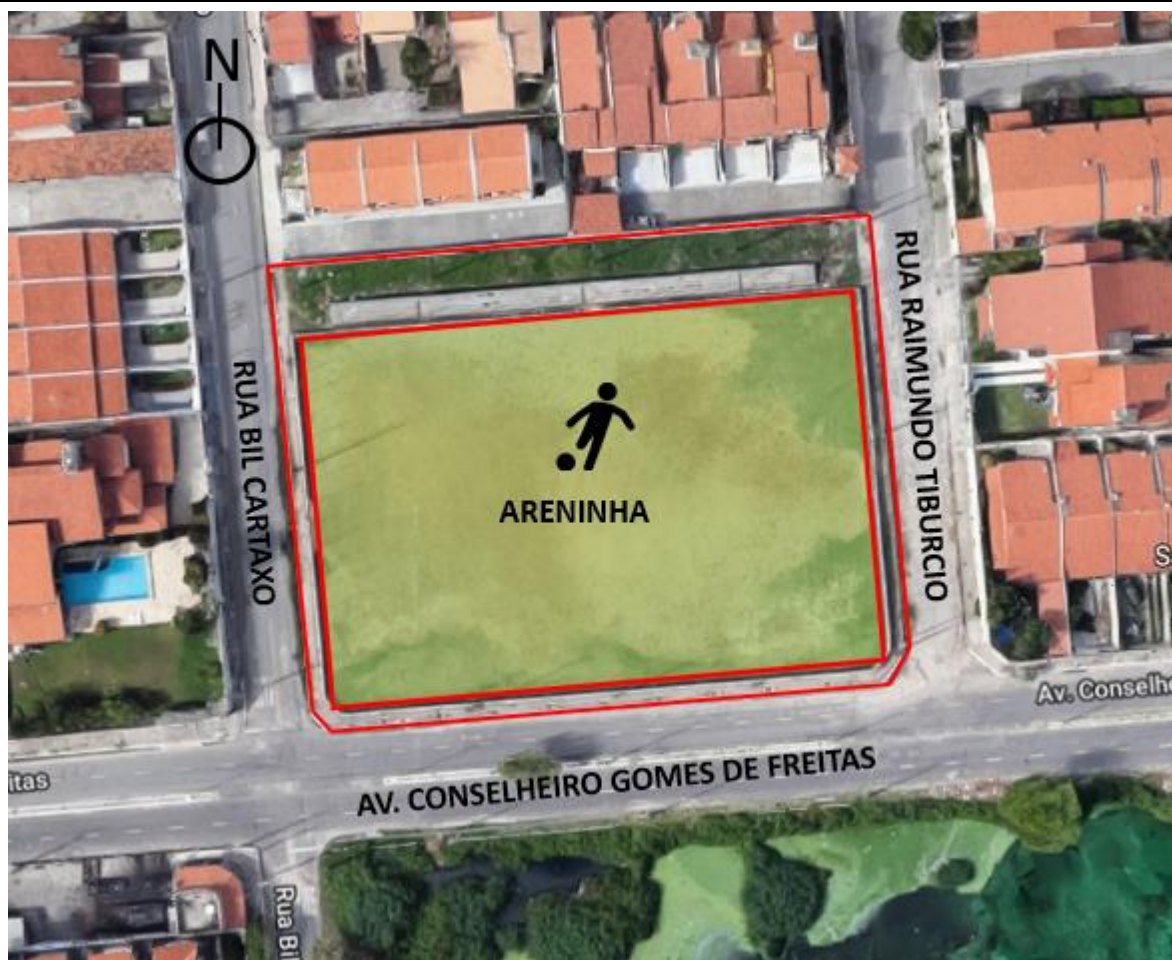 N
RUA BIL CARTAXO
RUA RAIMUNDO TIBURCIO
ARENINHA
Av. Conselhe
itas
AV. CONSELHEIRO GOMES DE FREITAS
Rua Bil
S